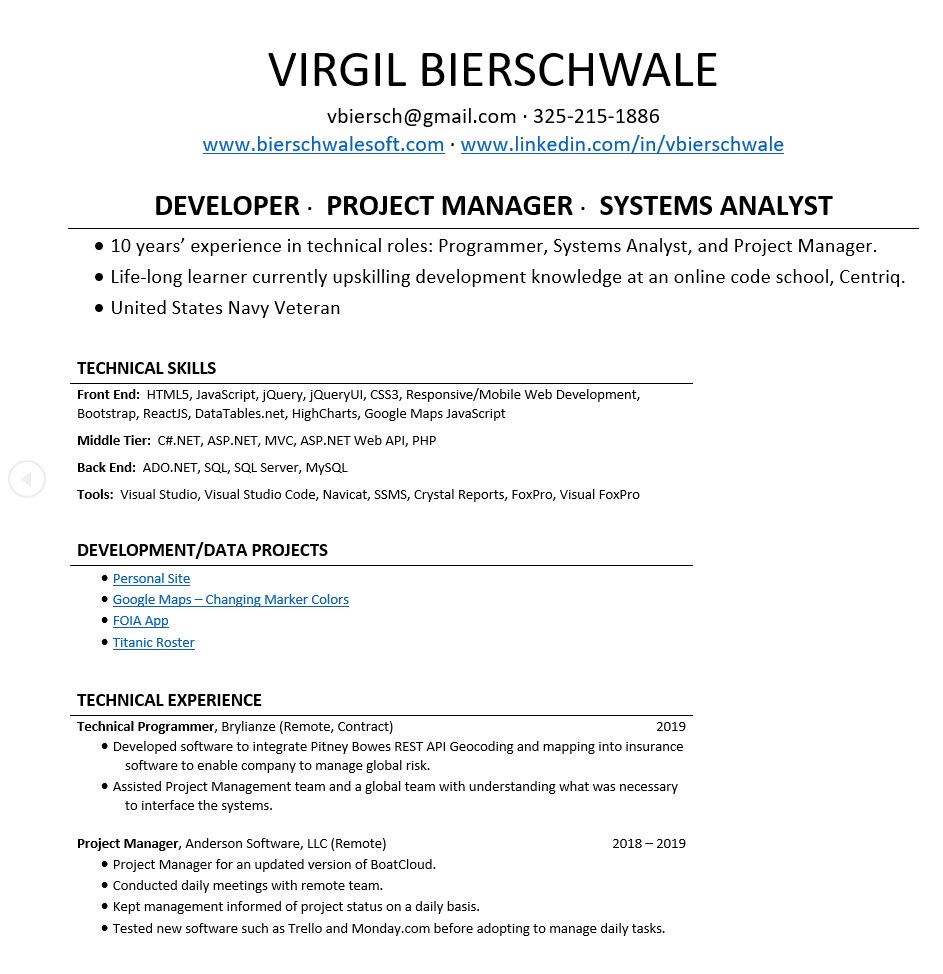 VIRGIL BIERSCHWALE
vbiersch@gmail.com · 325-215-1886
www.bierschwalesoft.com · www.linkedin.com/in/vbierschwale
DEVELOPER · PROJECT MANAGER · SYSTEMS ANALYST
• 10 years’ experience in technical roles: Programmer, Systems Analyst, and Project Manager.
• Life-long learner currently upskilling development knowledge at an online code school, Centriq.
• United States Navy Veteran
TECHNICAL SKILLS
Front End: HTML5, JavaScript, jQuery, jQueryUI, CSS3, Responsive/Mobile Web Development,
Bootstrap, ReactJS, DataTables.net, HighCharts, Google Maps JavaScript
Middle Tier: C#.NET, ASP.NET, MVC, ASP.NET Web API, PHP
Back End: ADO.NET, SQL, SQL Server, MySQL
Tools: Visual Studio, Visual Studio Code, Navicat, SSMS, Crystal Reports, FoxPro, Visual FoxPro
DEVELOPMENT/DATA PROJECTS
• Personal Site
• Google Maps – Changing Marker Colors
• FOIA App
• Titanic Roster
TECHNICAL EXPERIENCE
Technical Programmer, Brylianze (Remote, Contract) 2019
• Developed software to integrate Pitney Bowes REST API Geocoding and mapping into insurance
software to enable company to manage global risk.
• Assisted Project Management team and a global team with understanding what was necessary
to interface the systems.
Project Manager, Anderson Software, LLC (Remote) 2018 – 2019
• Project Manager for an updated version of BoatCloud.
• Conducted daily meetings with remote team.
• Kept management informed of project status on a daily basis.
• Tested new software such as Trello and Monday.com before adopting to manage daily tasks.